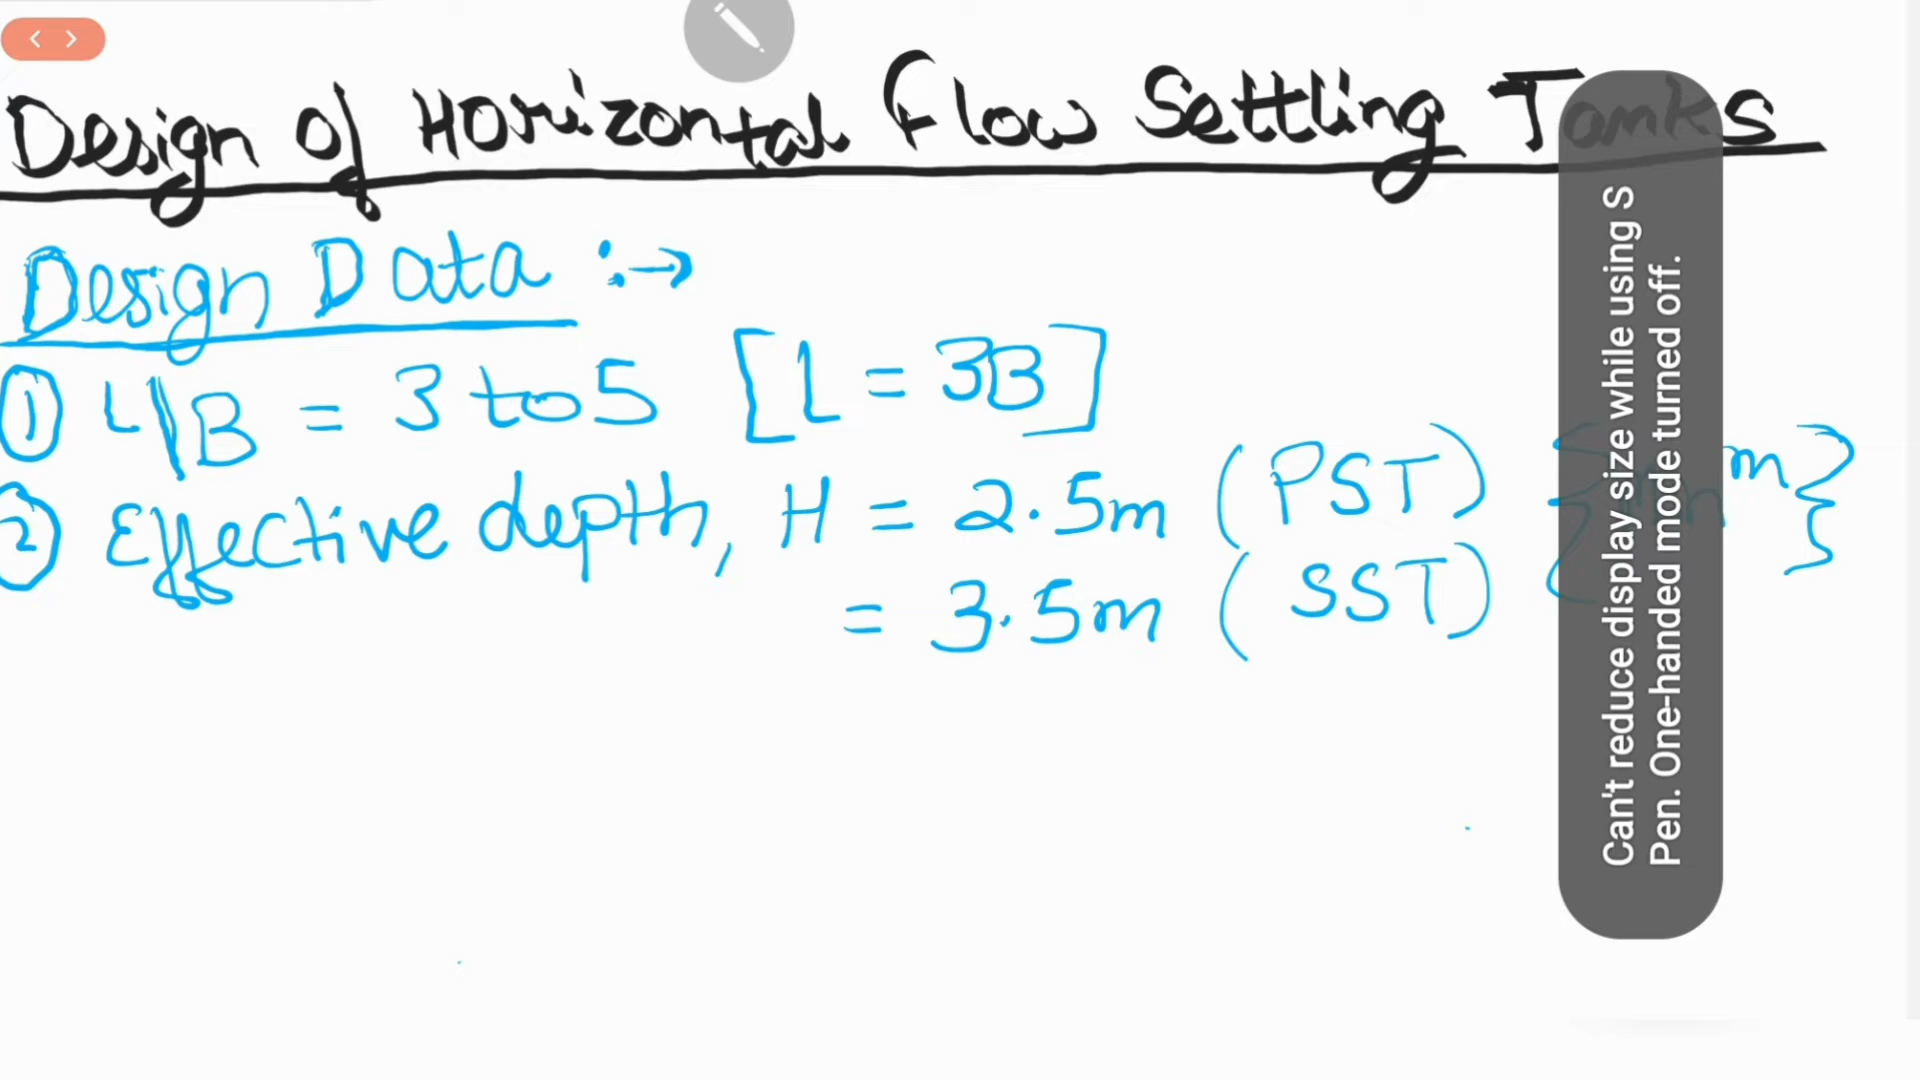 Design of Horizontal Flow Settling Tanks
Design Data :→
① L/B = 3 to 5 [L = 3B]
② Effective depth, H = 2.5m (PST) { m }
= 3.5m (SST)
Can't reduce display size while using S
Pen. One-handed mode turned off.